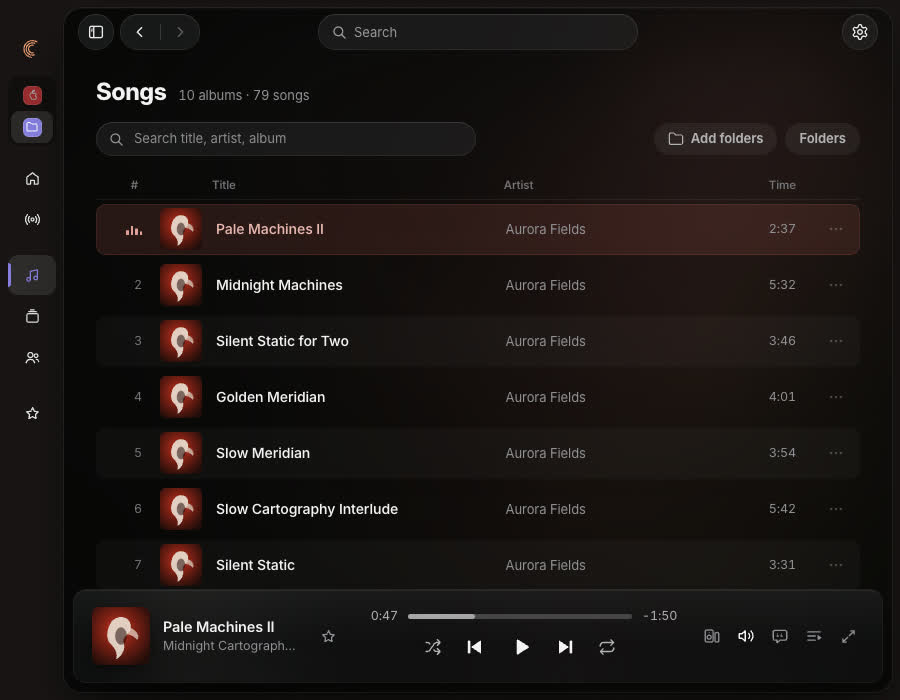 Search
Songs 10 albums · 79 songs
Search title, artist, album
Add folders
Folders
# Title Artist Time
Pale Machines II Aurora Fields 2:37
2 Midnight Machines Aurora Fields 5:32
3 Silent Static for Two Aurora Fields 3:46
4 Golden Meridian Aurora Fields 4:01
5 Slow Meridian Aurora Fields 3:54
6 Slow Cartography Interlude Aurora Fields 5:42
7 Silent Static Aurora Fields 3:31
Pale Machines II
Midnight Cartograph...
0:47 -1:50